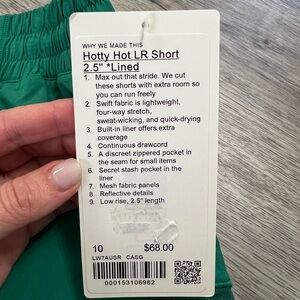 WHY WE MADE THIS
Hotty Hot LR Short
2.5" *Lined
1. Max out that stride. We cut
these shorts with extra room so
you can run freely
2. Swift fabric is lightweight,
four-way stretch,
sweat-wicking, and quick-drying
3. Built-in liner offers extra
coverage
4. Continuous drawcord
5. A discreet zippered pocket in
the seam for small items
6. Secret stash pocket in the
liner
7. Mesh fabric panels
8. Reflective details
9. Low rise, 2.5" length
10 $68.00
LW7AUSR CASG
000153106982